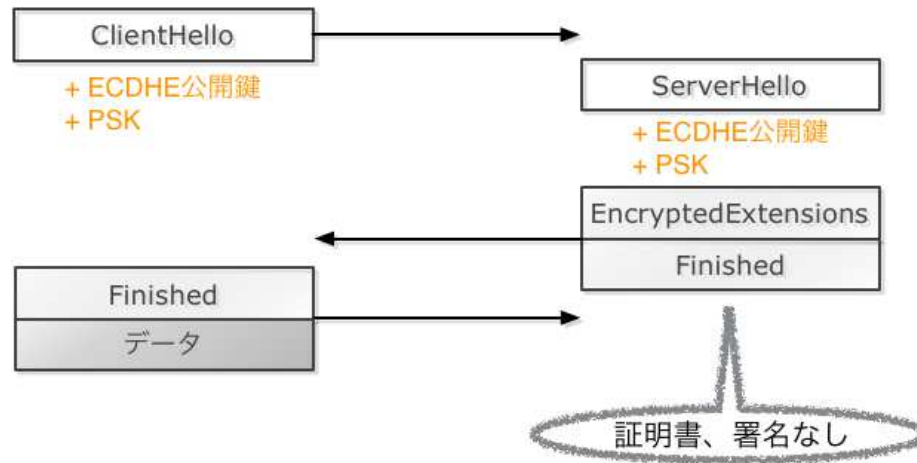 ClientHello
+ ECDHE公開鍵
+ PSK
ServerHello
+ ECDHE公開鍵
+ PSK
EncryptedExtensions
Finished
Finished
データ
証明書、署名なし